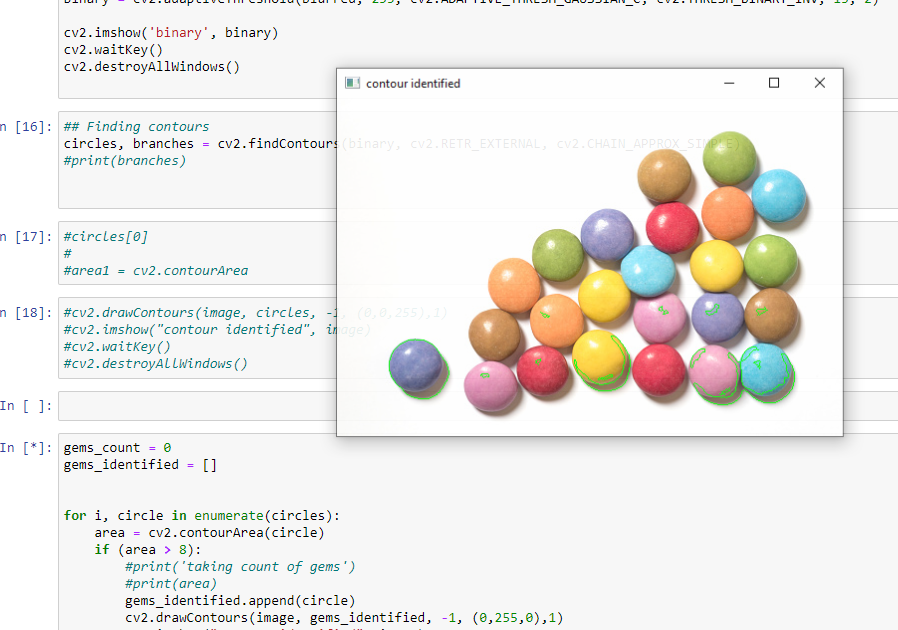 binary = cv2.adaptiveThreshold(blurred, 255, cv2.ADAPTIVE_THRESH_GAUSSIAN_C, cv2.THRESH_BINARY_INV, 15, 2)
cv2.imshow('binary', binary)
cv2.waitKey()
cv2.destroyAllWindows()
contour identified
n [16]:
## Finding contours
circles, branches = cv2.findContours(binary, cv2.RETR_EXTERNAL, cv2.CHAIN_APPROX_SIMPLE)
#print(branches)
n [17]:
#circles[0]
#
#area1 = cv2.contourArea
n [18]:
#cv2.drawContours(image, circles, -1, (0,0,255),1)
#cv2.imshow("contour identified", image)
#cv2.waitKey()
#cv2.destroyAllWindows()
In [ ]:
In [*]:
gems_count = 0
gems_identified = []
for i, circle in enumerate(circles):
area = cv2.contourArea(circle)
if (area > 8):
#print('taking count of gems')
#print(area)
gems_identified.append(circle)
cv2.drawContours(image, gems_identified, -1, (0,255,0),1)